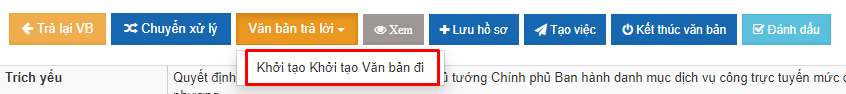 Trả lại VB Chuyển xử lý Văn bản trả lời Xem Lưu hồ sơ Tạo việc Kết thúc văn bản Đánh dấu
Khởi tạo Khởi tạo Văn bản đi
Trích yếu Quyết định tướng Chính phủ Ban hành danh mục dịch vụ công trực tuyến mức